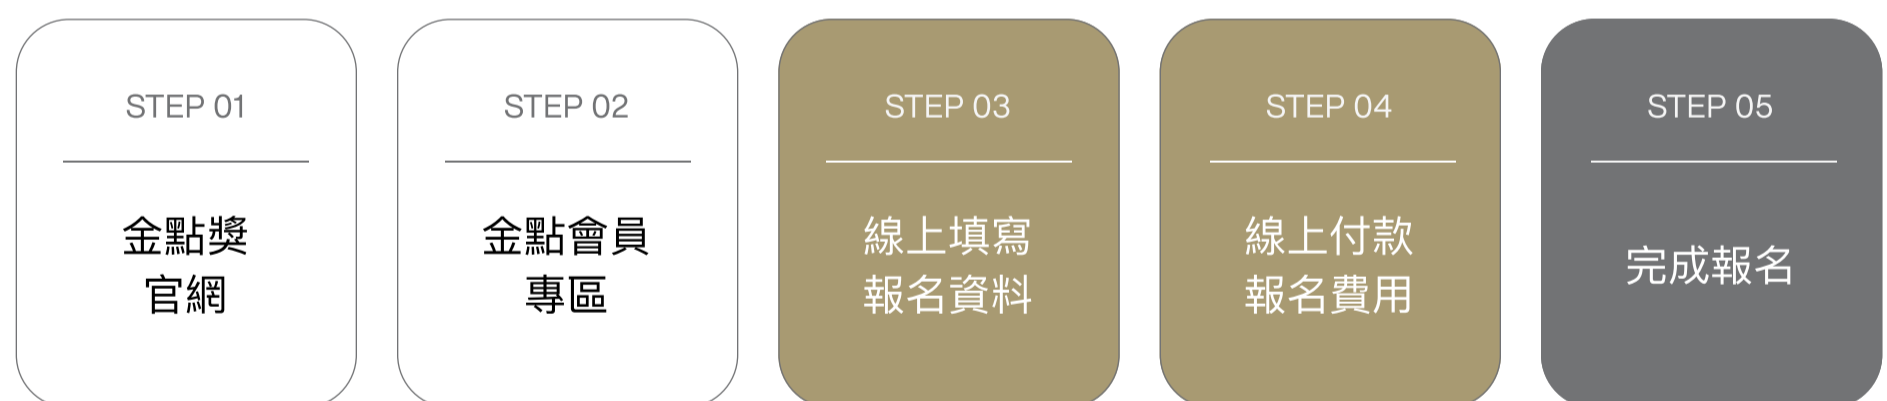 STEP 01
金點獎
官網
STEP 02
金點會員
專區
STEP 03
線上填寫
報名資料
STEP 04
線上付款
報名費用
STEP 05
完成報名